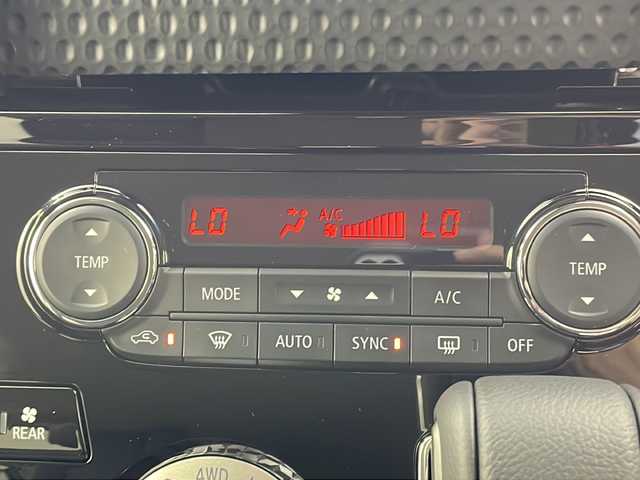 LO A/C LO
TEMP
MODE
A/C
TEMP
AUTO
SYNC
OFF
REAR
AWD